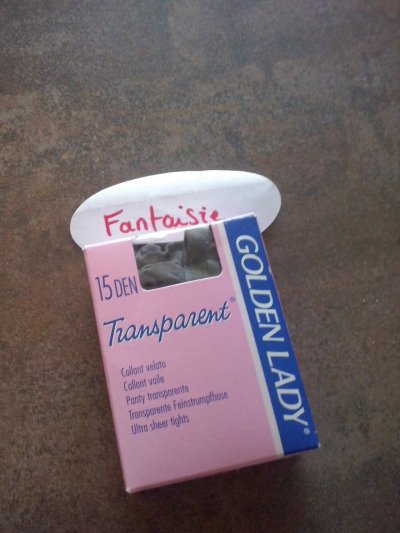 Fantaisie
15 DEN
Transparent®
Collant velato
Collant voile
Panty transparente
Transparente Feinstrumpfhose
Ultra sheer tights
GOLDEN LADY®